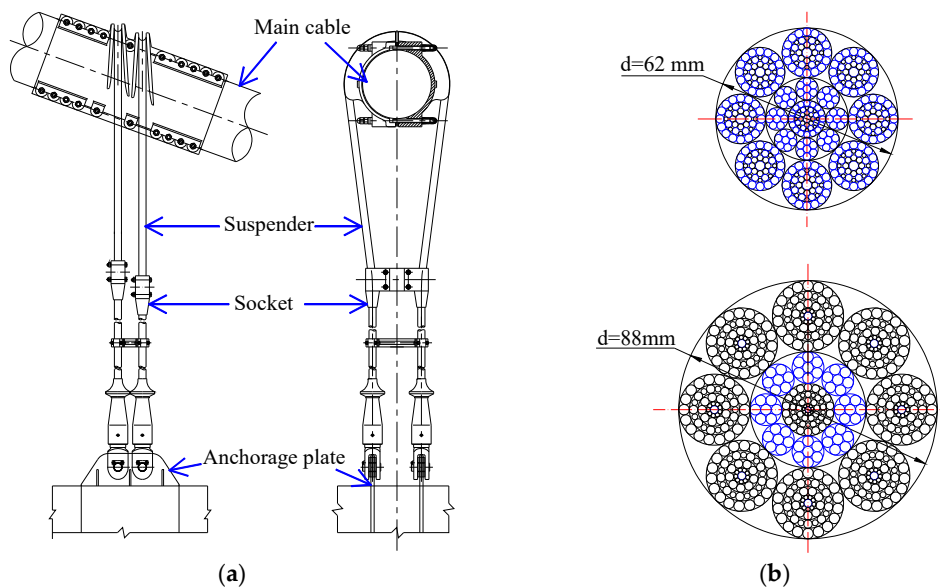 Main cable
d=62 mm
Suspender
Socket
d=88mm
Anchorage plate
(a)
(b)